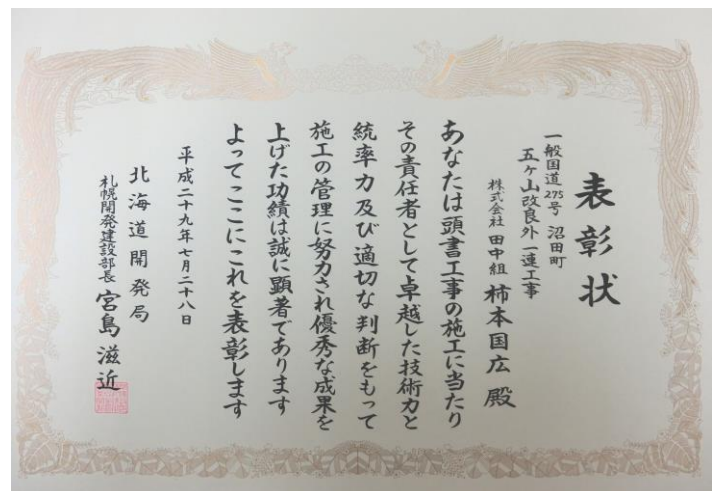 表彰状
一般国道275号 沼田町
五ケ山改良外一連工事
株式会社 田中組 柿本国広 殿
あなたは頭書工事の施工に当たり
その責任者として卓越した技術力と
統率力及び適切な判断をもって
施工の管理に努力され優秀な成果を
上げた功績は誠に顕著であります
よってここにこれを表彰します
平成二十九年七月二十八日
北海道開発局
札幌開発建設部長 宮島滋近